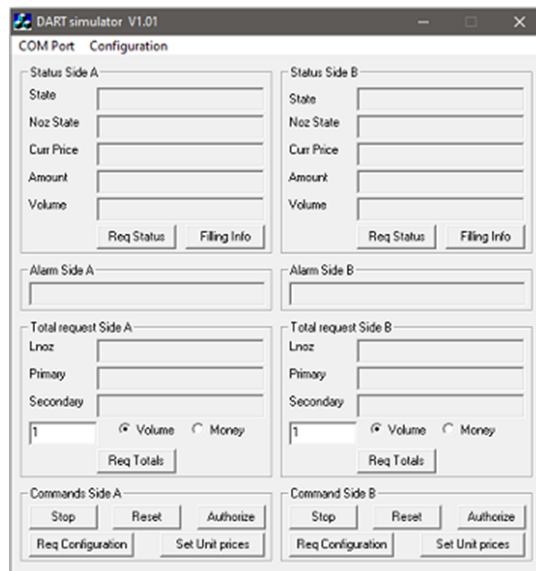 DART simulator V1.01
COM Port Configuration
Status Side A
State
Noz State
Curr Price
Amount
Volume
Req Status Filling Info
Status Side B
State
Noz State
Curr Price
Amount
Volume
Req Status Filling Info
Alarm Side A
Alarm Side B
Total request Side A
Lnoz
Primary
Secondary
1 Volume Money
Req Totals
Total request Side B
Lnoz
Primary
Secondary
1 Volume Money
Req Totals
Commands Side A
Stop Reset Authorize
Req Configuration Set Unit prices
Command Side B
Stop Reset Authorize
Req Configuration Set Unit prices